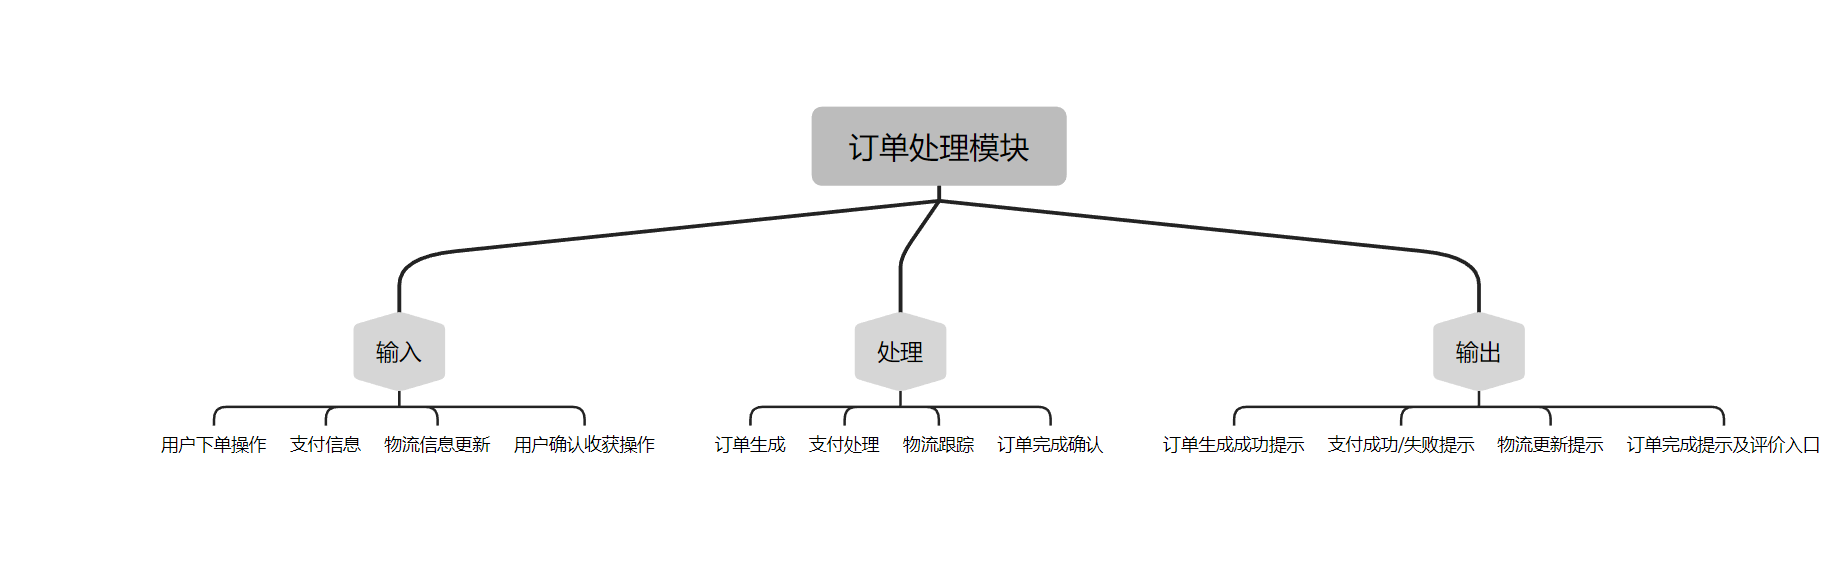 订单处理模块
输入
处理
输出
用户下单操作
支付信息
物流信息更新
用户确认收获操作
订单生成
支付处理
物流跟踪
订单完成确认
订单生成成功提示
支付成功/失败提示
物流更新提示
订单完成提示及评价入口